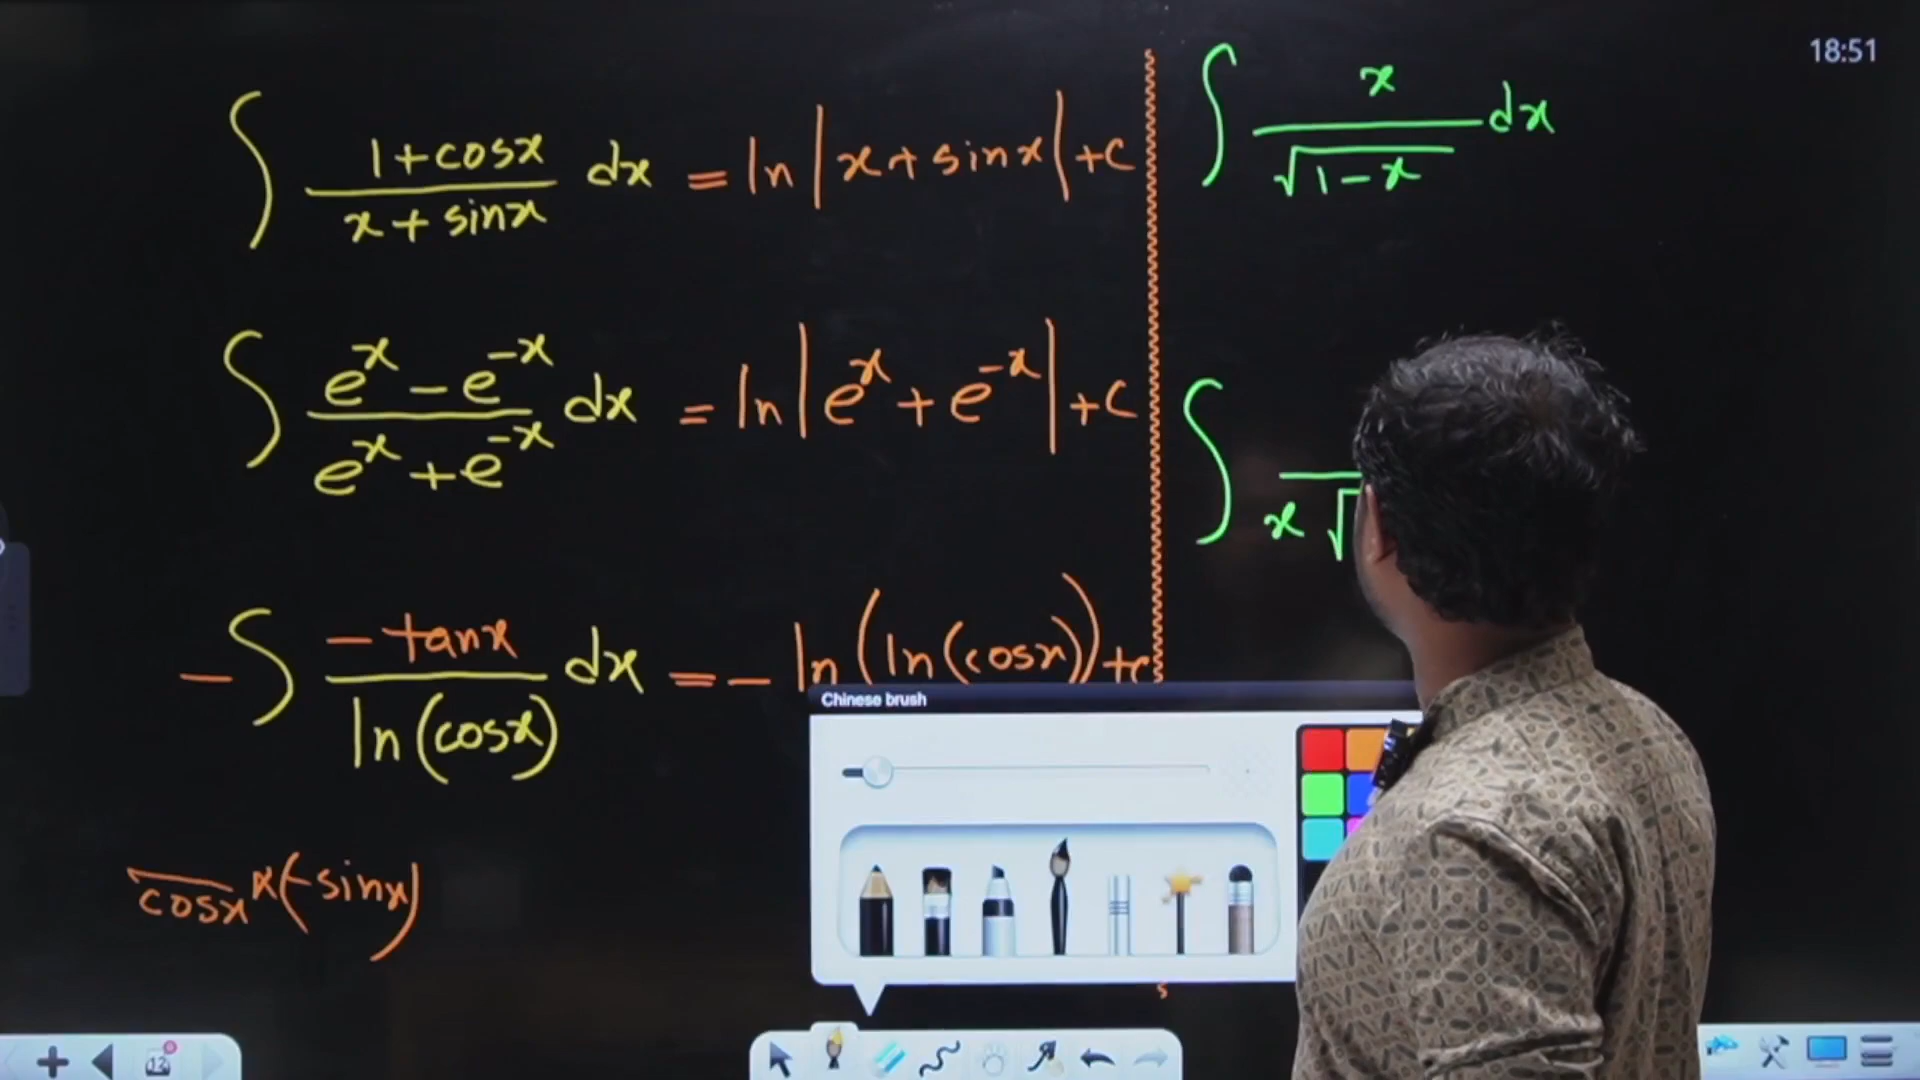 18:51
∫ (1+cosx)/(x+sinx) dx = ln|x+sinx|+c
∫ (e^x − e^−x)/(e^x + e^−x) dx = ln|e^x + e^−x|+c
−∫ (−tanx)/(ln(cosx)) dx = − ln(ln(cosx))+c
cosx x(−sinx)
∫ x/√(1−x) dx
∫ x√
Chinese brush
12